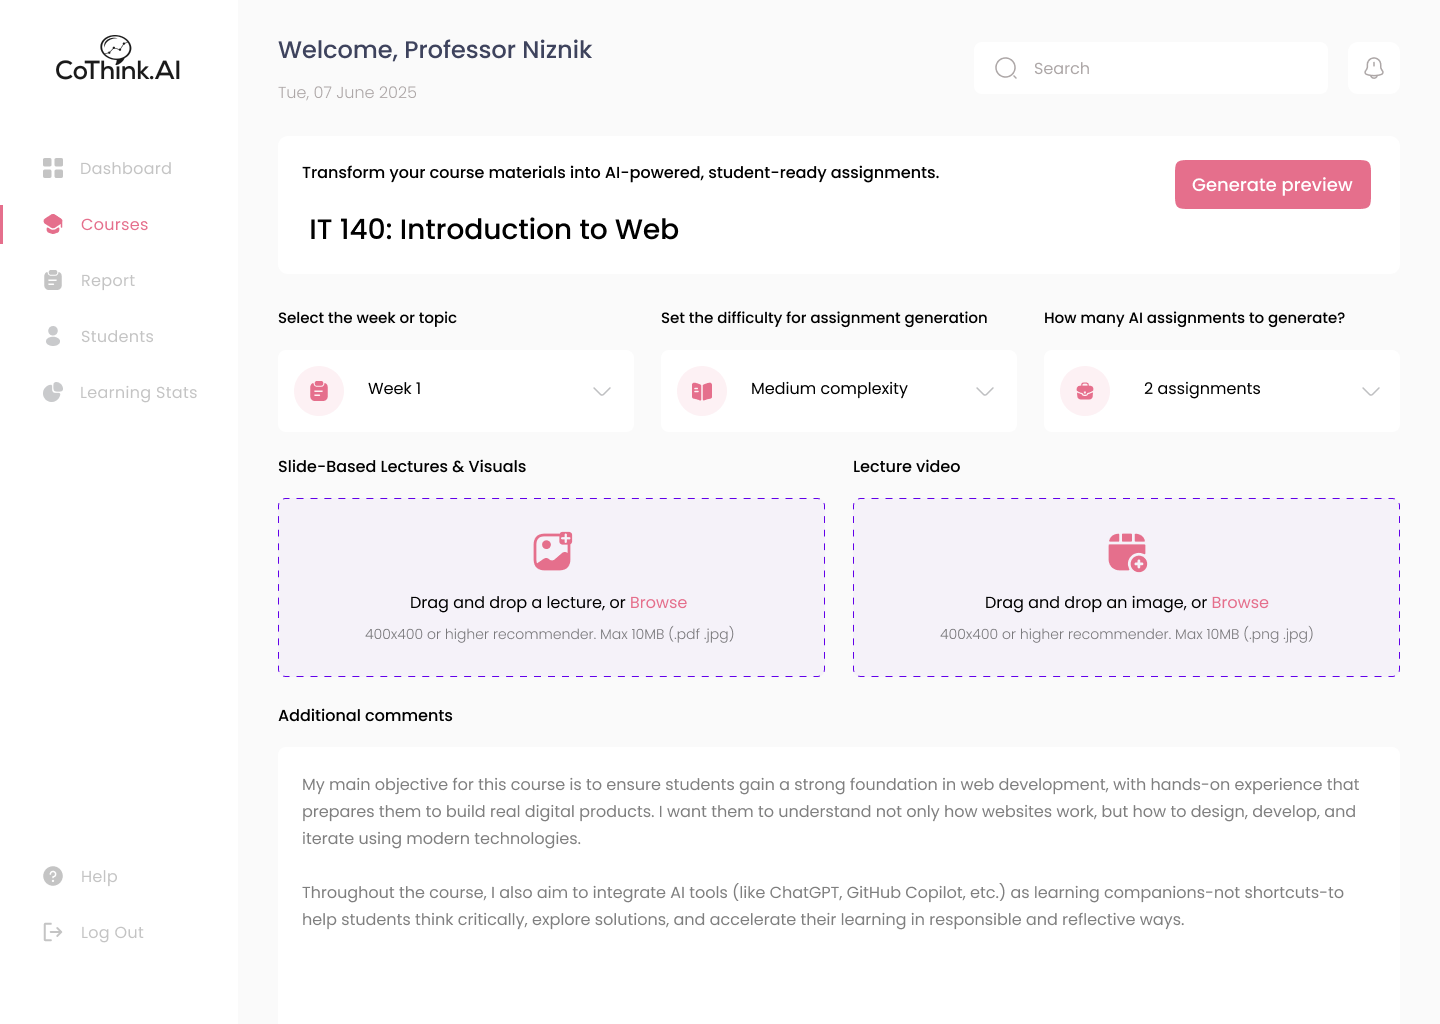 CoThink.AI
Dashboard
Courses
Report
Students
Learning Stats
Help
Log Out
Welcome, Professor Niznik
Tue, 07 June 2025
Search
Transform your course materials into AI-powered, student-ready assignments.
Generate preview
IT 140: Introduction to Web
Select the week or topic
Week 1
Set the difficulty for assignment generation
Medium complexity
How many AI assignments to generate?
2 assignments
Slide-Based Lectures & Visuals
Drag and drop a lecture, or Browse
400x400 or higher recommender. Max 10MB (.pdf .jpg)
Lecture video
Drag and drop an image, or Browse
400x400 or higher recommender. Max 10MB (.png .jpg)
Additional comments
My main objective for this course is to ensure students gain a strong foundation in web development, with hands-on experience that
prepares them to build real digital products. I want them to understand not only how websites work, but how to design, develop, and
iterate using modern technologies.
Throughout the course, I also aim to integrate AI tools (like ChatGPT, GitHub Copilot, etc.) as learning companions-not shortcuts-to
help students think critically, explore solutions, and accelerate their learning in responsible and reflective ways.